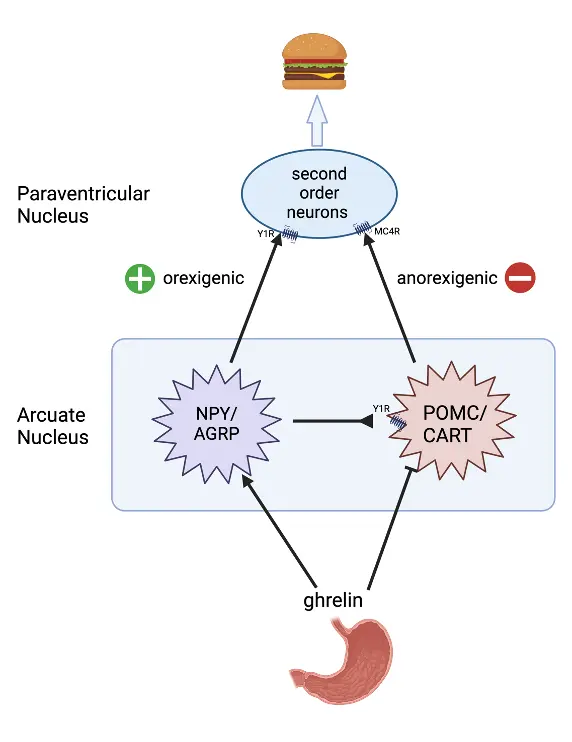 second
order
neurons
Paraventricular
Nucleus
Y1R
MC4R
orexigenic
anorexigenic
Arcuate
Nucleus
NPY/
AGRP
Y1R
POMC/
CART
ghrelin